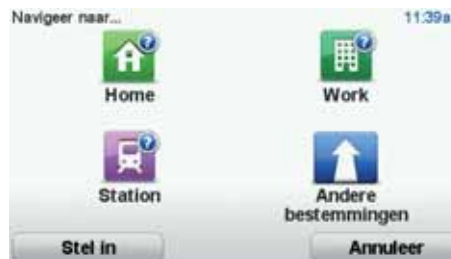 Navigeer naar...
11:39a
Home
Work
Station
Andere
bestemmingen
Stel in
Annuleer